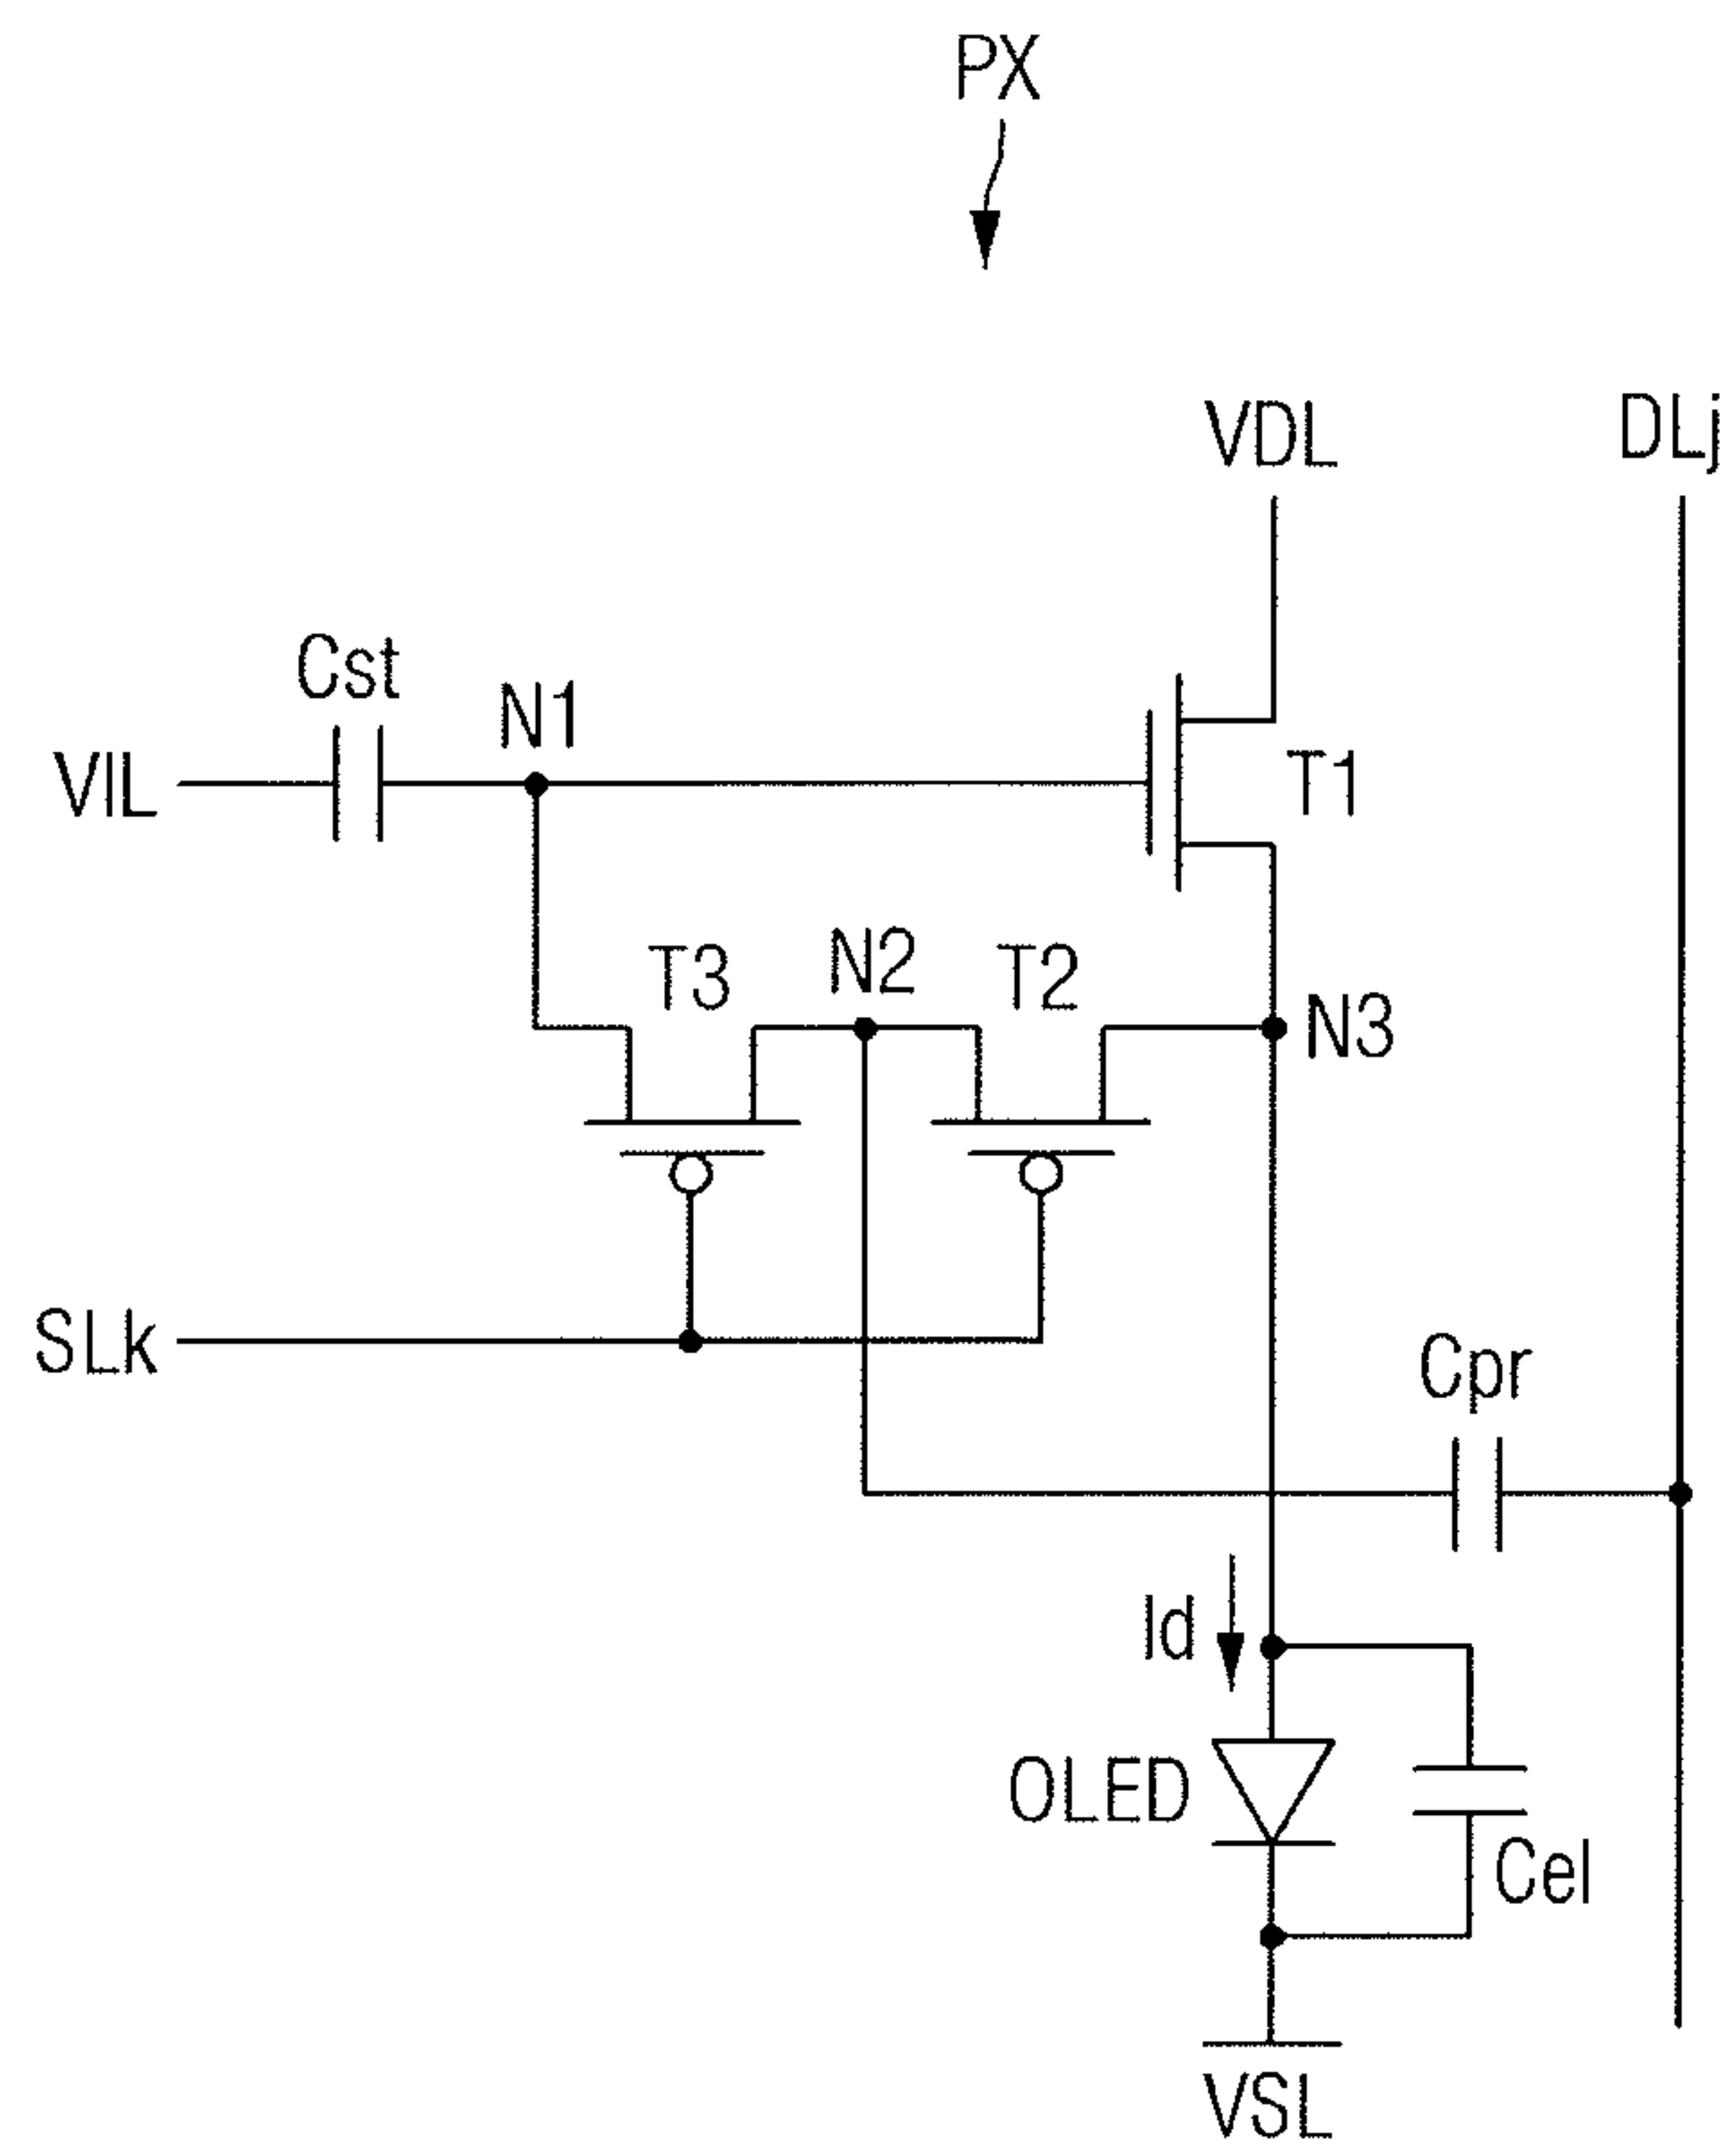 PX
VDL
DLj
Cst
N1
VIL
T1
T3
N2
T2
N3
SLk
Cpr
Id
OLED
Cel
VSL